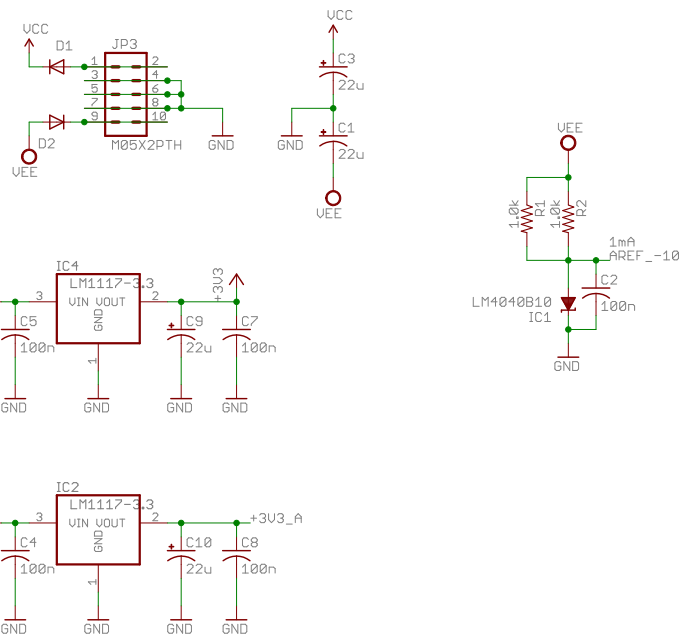 VCC
D1
JP3
1 2
3 4
5 6
7 8
9 10
D2
VEE
M05X2PTH
GND
VCC
C3
22u
GND
C1
22u
VEE
VEE
1.0k
R1
1.0k
R2
1mA
AREF_-10
C2
100n
LM4040B10
IC1
GND
IC4
LM1117-3.3
3
VIN VOUT
2
GND
1
+3V3
C5
100n
C9
22u
C7
100n
GND
GND
GND
GND
IC2
LM1117-3.3
3
VIN VOUT
2
GND
1
+3V3_A
C4
100n
C10
22u
C8
100n
GND
GND
GND
GND